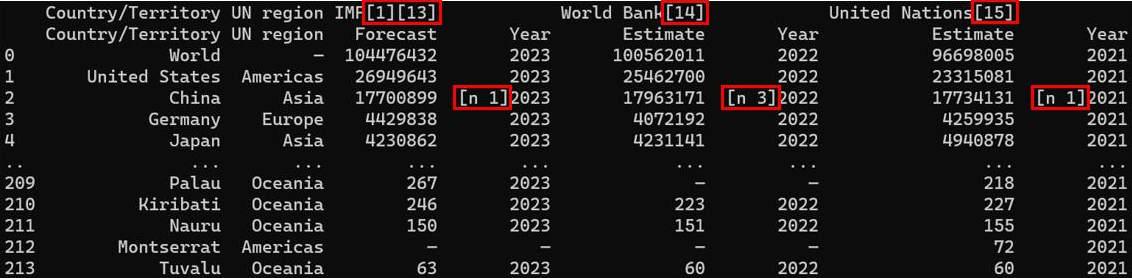 Country/Territory UN region IMF[1][13] World Bank[14] United Nations[15]
Country/Territory UN region Forecast Year Estimate Year Estimate Year
0 World — 104476432 2023 100562011 2022 96698005 2021
1 United States Americas 26949643 2023 25462700 2022 23315081 2021
2 China Asia 17700899 [n 1]2023 17963171 [n 3]2022 17734131 [n 1]2021
3 Germany Europe 4429838 2023 4072192 2022 4259935 2021
4 Japan Asia 4230862 2023 4231141 2022 4940878 2021
.. ... ... ... ... ... ... ... ...
209 Palau Oceania 267 2023 — — 218 2021
210 Kiribati Oceania 246 2023 223 2022 227 2021
211 Nauru Oceania 150 2023 151 2022 155 2021
212 Montserrat Americas — — — — 72 2021
213 Tuvalu Oceania 63 2023 60 2022 60 2021